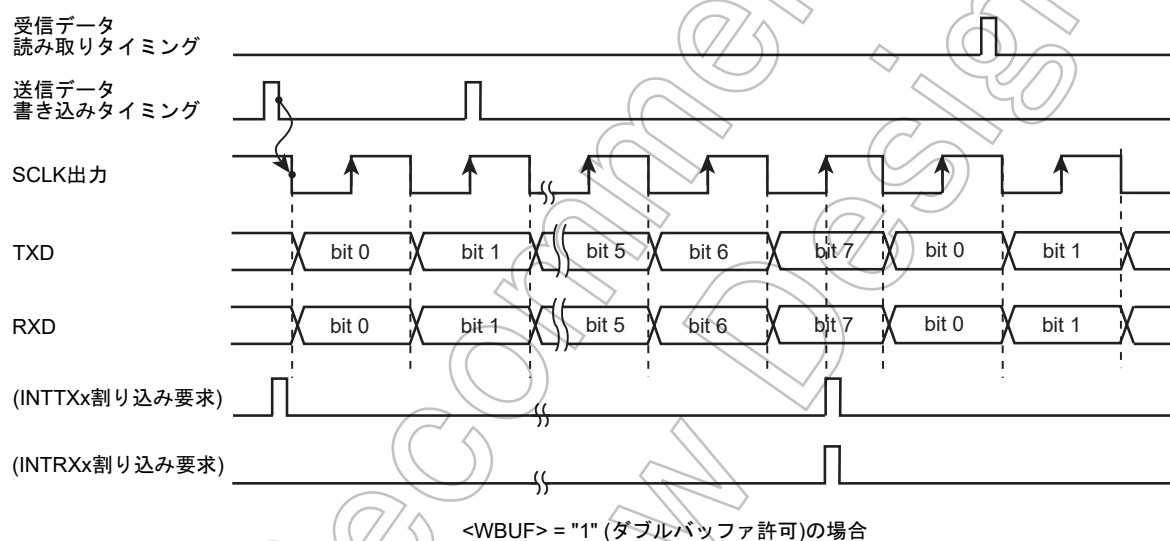 受信データ
読み取りタイミング
送信データ
書き込みタイミング
SCLK出力
TXD
bit 0 bit 1 bit 5 bit 6 bit 7 bit 0 bit 1
RXD
bit 0 bit 1 bit 5 bit 6 bit 7 bit 0 bit 1
(INTTXx割り込み要求)
(INTRXx割り込み要求)
<WBUF> = "1" (ダブルバッファ許可)の場合